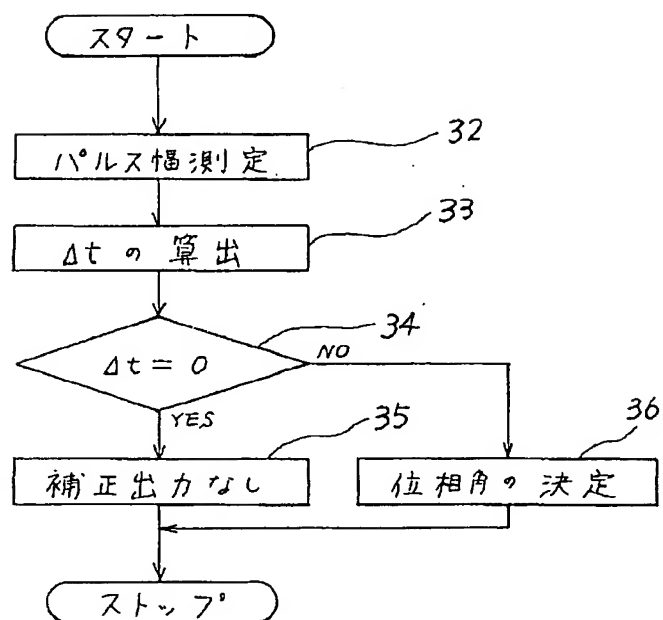 スタート
32
パルス幅測定
33
Δtの算出
34
Δt=0
NO
YES
35
36
補正出力なし
位相角の決定
ストップ